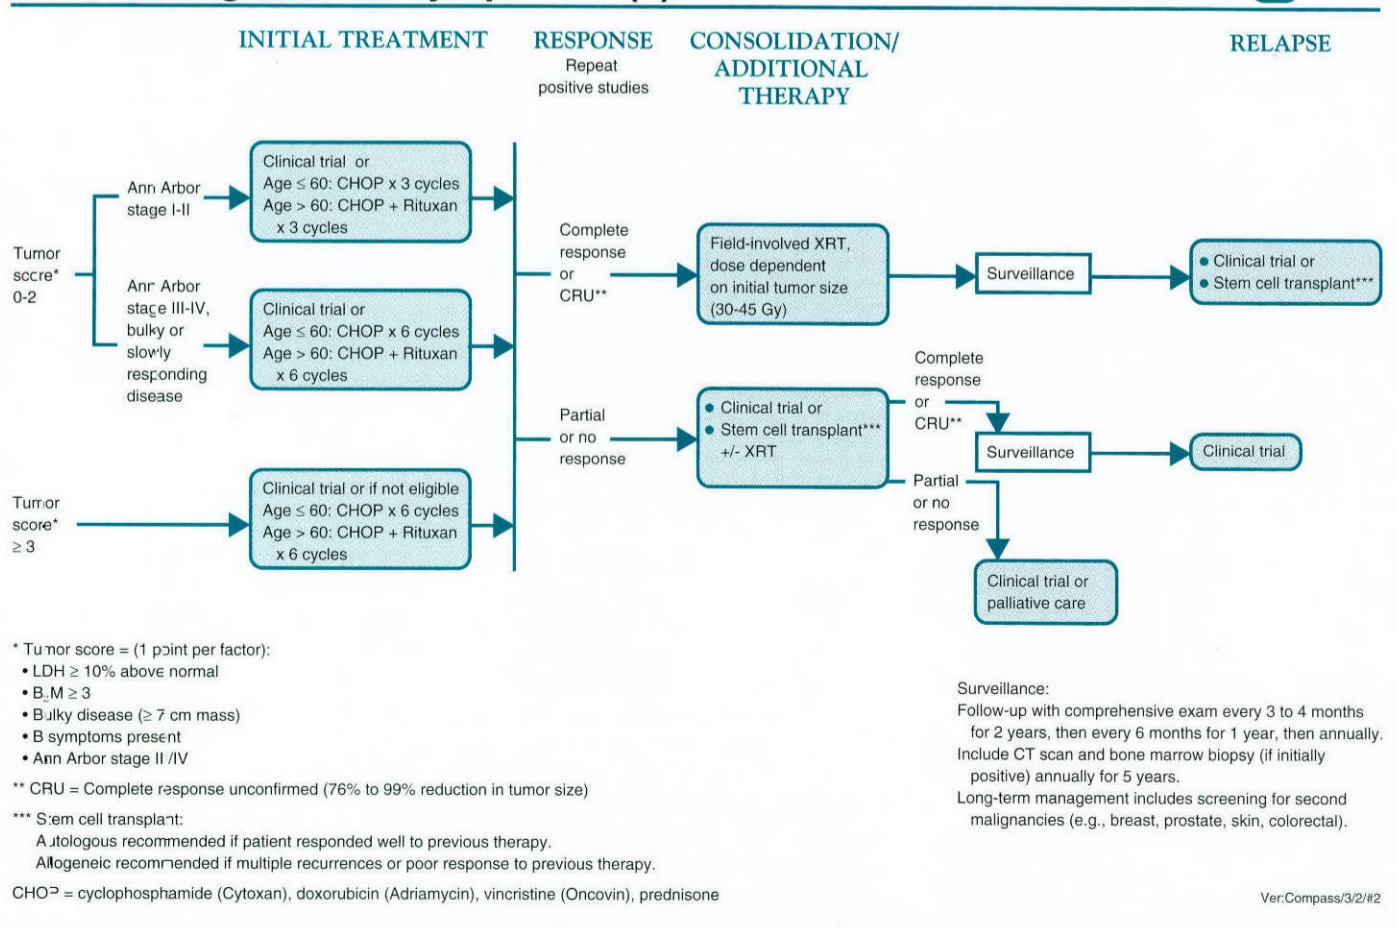 INITIAL TREATMENT
RESPONSE
Repeat
positive studies
CONSOLIDATION/
ADDITIONAL
THERAPY
RELAPSE
Tumor
score*
0-2
Ann Arbor
stage I-II
Clinical trial or
Age ≤ 60: CHOP x 3 cycles
Age > 60: CHOP + Rituxan
x 3 cycles
Ann Arbor
stage III-IV,
bulky or
slowly
responding
disease
Clinical trial or
Age ≤ 60: CHOP x 6 cycles
Age > 60: CHOP + Rituxan
x 6 cycles
Tumor
score*
≥ 3
Clinical trial or if not eligible
Age ≤ 60: CHOP x 6 cycles
Age > 60: CHOP + Rituxan
x 6 cycles
Complete
response
or
CRU**
Field-involved XRT,
dose dependent
on initial tumor size
(30-45 Gy)
Surveillance
• Clinical trial or
• Stem cell transplant***
Partial
or no
response
• Clinical trial or
• Stem cell transplant***
+/- XRT
Complete
response
or
CRU**
Surveillance
Clinical trial
Partial
or no
response
Clinical trial or
palliative care
* Tumor score = (1 point per factor):
• LDH ≥ 10% above normal
• B₂M ≥ 3
• Bulky disease (≥ 7 cm mass)
• B symptoms present
• Ann Arbor stage III/IV
** CRU = Complete response unconfirmed (76% to 99% reduction in tumor size)
*** Stem cell transplant:
Autologous recommended if patient responded well to previous therapy.
Allogeneic recommended if multiple recurrences or poor response to previous therapy.
CHOP = cyclophosphamide (Cytoxan), doxorubicin (Adriamycin), vincristine (Oncovin), prednisone
Surveillance:
Follow-up with comprehensive exam every 3 to 4 months
for 2 years, then every 6 months for 1 year, then annually.
Include CT scan and bone marrow biopsy (if initially
positive) annually for 5 years.
Long-term management includes screening for second
malignancies (e.g., breast, prostate, skin, colorectal).
Ver:Compass/3/2/#2